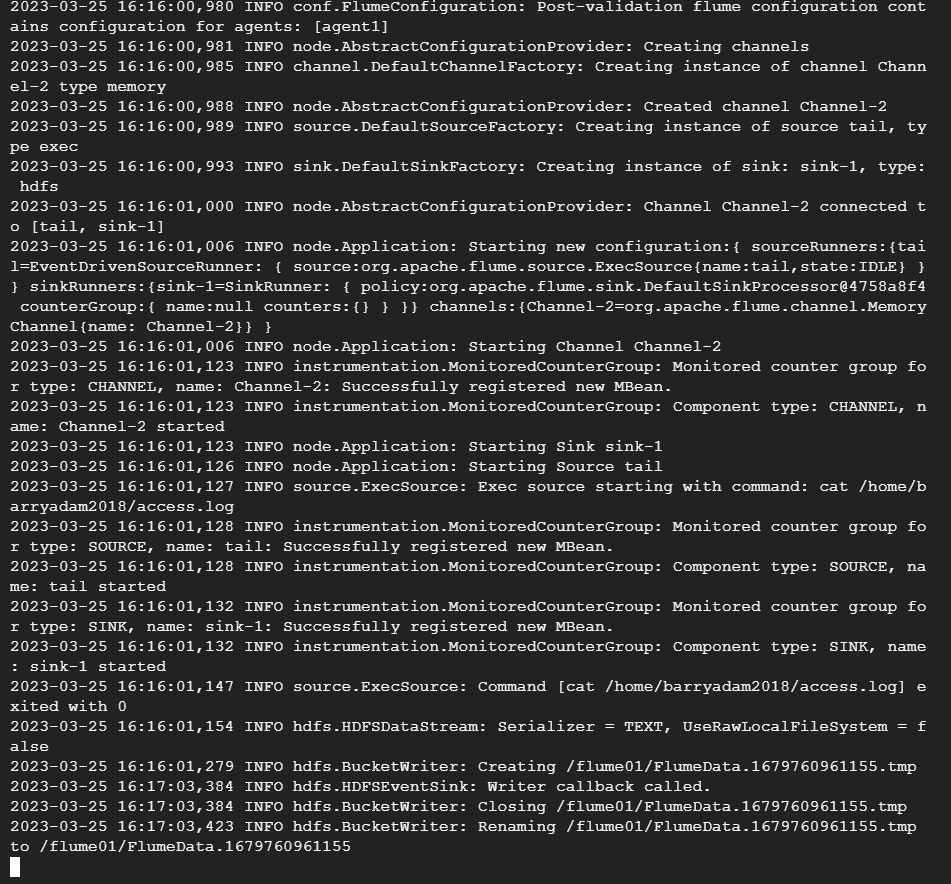 2023-03-25 16:16:00,980 INFO conf.FlumeConfiguration: Post-validation flume configuration cont
ains configuration for agents: [agent1]
2023-03-25 16:16:00,981 INFO node.AbstractConfigurationProvider: Creating channels
2023-03-25 16:16:00,985 INFO channel.DefaultChannelFactory: Creating instance of channel Chann
el-2 type memory
2023-03-25 16:16:00,988 INFO node.AbstractConfigurationProvider: Created channel Channel-2
2023-03-25 16:16:00,989 INFO source.DefaultSourceFactory: Creating instance of source tail, ty
pe exec
2023-03-25 16:16:00,993 INFO sink.DefaultSinkFactory: Creating instance of sink: sink-1, type:
 hdfs
2023-03-25 16:16:01,000 INFO node.AbstractConfigurationProvider: Channel Channel-2 connected t
o [tail, sink-1]
2023-03-25 16:16:01,006 INFO node.Application: Starting new configuration:{ sourceRunners:{tai
l=EventDrivenSourceRunner: { source:org.apache.flume.source.ExecSource{name:tail,state:IDLE} }
} sinkRunners:{sink-1=SinkRunner: { policy:org.apache.flume.sink.DefaultSinkProcessor@4758a8f4
 counterGroup:{ name:null counters:{} } }} channels:{Channel-2=org.apache.flume.channel.Memory
Channel{name: Channel-2}} }
2023-03-25 16:16:01,006 INFO node.Application: Starting Channel Channel-2
2023-03-25 16:16:01,123 INFO instrumentation.MonitoredCounterGroup: Monitored counter group fo
r type: CHANNEL, name: Channel-2: Successfully registered new MBean.
2023-03-25 16:16:01,123 INFO instrumentation.MonitoredCounterGroup: Component type: CHANNEL, n
ame: Channel-2 started
2023-03-25 16:16:01,123 INFO node.Application: Starting Sink sink-1
2023-03-25 16:16:01,126 INFO node.Application: Starting Source tail
2023-03-25 16:16:01,127 INFO source.ExecSource: Exec source starting with command: cat /home/b
arryadam2018/access.log
2023-03-25 16:16:01,128 INFO instrumentation.MonitoredCounterGroup: Monitored counter group fo
r type: SOURCE, name: tail: Successfully registered new MBean.
2023-03-25 16:16:01,128 INFO instrumentation.MonitoredCounterGroup: Component type: SOURCE, na
me: tail started
2023-03-25 16:16:01,132 INFO instrumentation.MonitoredCounterGroup: Monitored counter group fo
r type: SINK, name: sink-1: Successfully registered new MBean.
2023-03-25 16:16:01,132 INFO instrumentation.MonitoredCounterGroup: Component type: SINK, name
: sink-1 started
2023-03-25 16:16:01,147 INFO source.ExecSource: Command [cat /home/barryadam2018/access.log] e
xited with 0
2023-03-25 16:16:01,154 INFO hdfs.HDFSDataStream: Serializer = TEXT, UseRawLocalFileSystem = f
alse
2023-03-25 16:16:01,279 INFO hdfs.BucketWriter: Creating /flume01/FlumeData.1679760961155.tmp
2023-03-25 16:17:03,384 INFO hdfs.HDFSEventSink: Writer callback called.
2023-03-25 16:17:03,384 INFO hdfs.BucketWriter: Closing /flume01/FlumeData.1679760961155.tmp
2023-03-25 16:17:03,423 INFO hdfs.BucketWriter: Renaming /flume01/FlumeData.1679760961155.tmp
to /flume01/FlumeData.1679760961155